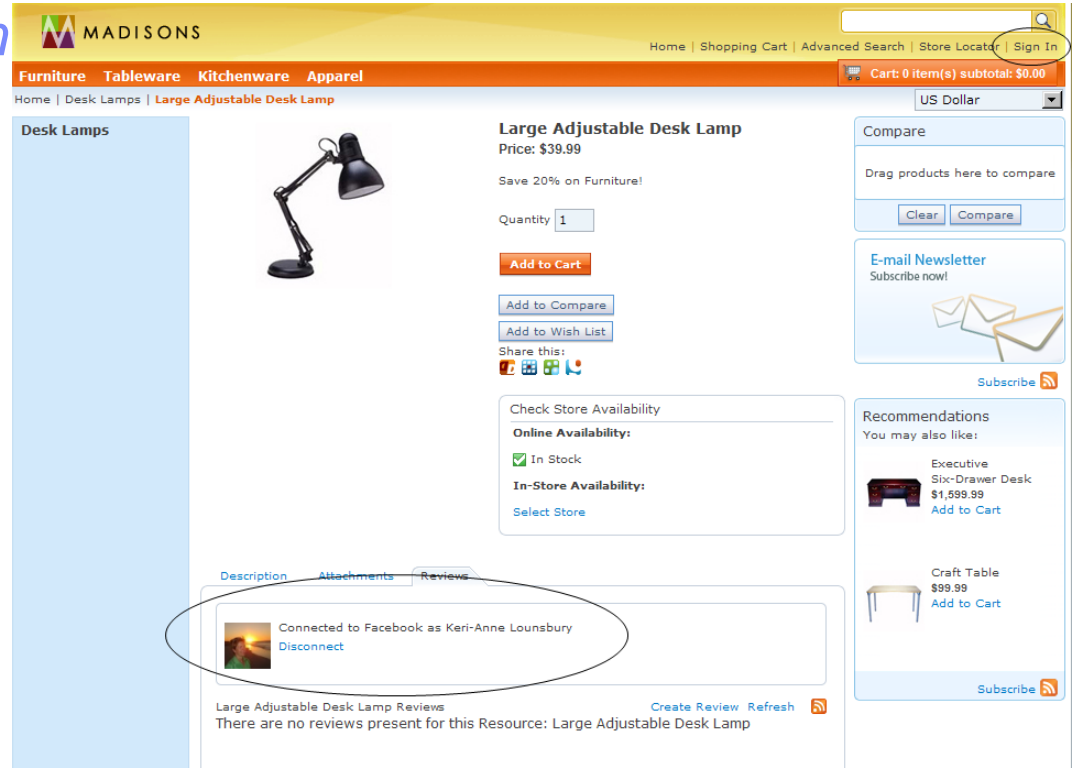 MADISONS
Home | Shopping Cart | Advanced Search | Store Locator | Sign In
Furniture Tableware Kitchenware Apparel
Cart: 0 item(s) subtotal: $0.00
Home | Desk Lamps | Large Adjustable Desk Lamp
US Dollar
Desk Lamps
Large Adjustable Desk Lamp
Price: $39.99
Save 20% on Furniture!
Quantity 1
Add to Cart
Add to Compare
Add to Wish List
Share this:
Check Store Availability
Online Availability:
In Stock
In-Store Availability:
Select Store
Compare
Drag products here to compare
Clear Compare
E-mail Newsletter
Subscribe now!
Subscribe
Recommendations
You may also like:
Executive
Six-Drawer Desk
$1,599.99
Add to Cart
Craft Table
$99.99
Add to Cart
Subscribe
Description Attachments Reviews
Connected to Facebook as Keri-Anne Lounsbury
Disconnect
Large Adjustable Desk Lamp Reviews
Create Review Refresh
There are no reviews present for this Resource: Large Adjustable Desk Lamp